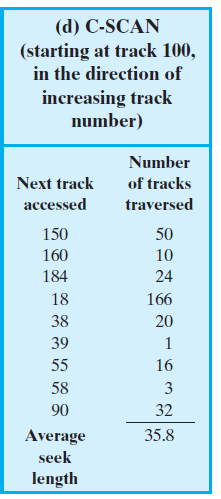 (d) C-SCAN
(starting at track 100,
in the direction of
increasing track
number)
Number
Next track of tracks
accessed traversed
150 50
160 10
184 24
18 166
38 20
39 1
55 16
58 3
90 32
Average 35.8
seek
length